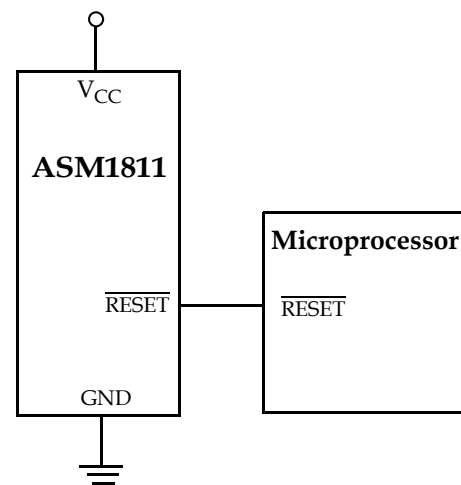 VCC
ASM1811
Microprocessor
RESET
RESET
GND